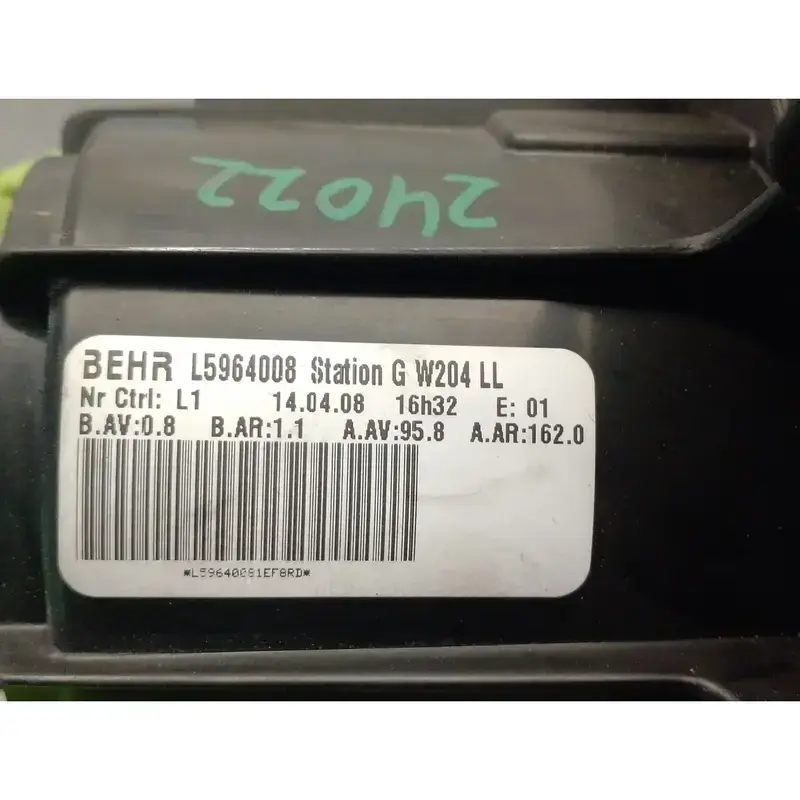 24022
BEHR L5964008 Station G W204 LL
Nr Ctrl: L1 14.04.08 16h32 E: 01
B.AV:0.8 B.AR:1.1 A.AV:95.8 A.AR:162.0
*L59640081EF8RD*